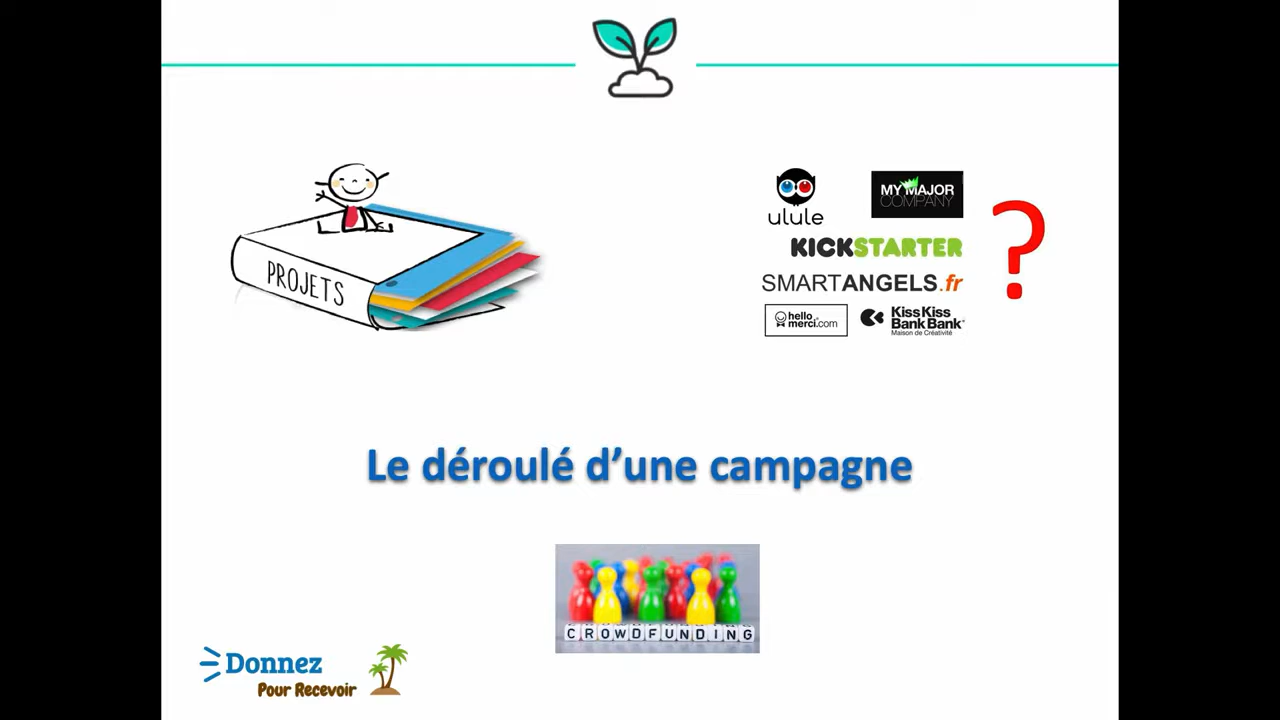 PROJETS
ulule
MY MAJOR
COMPANY
KICKSTARTER
?
SMARTANGELS.fr
hello
merci.com
KissKiss
BankBank
Maison de Créativité
Le déroulé d’une campagne
CROWDFUNDING
Donnez
Pour Recevoir